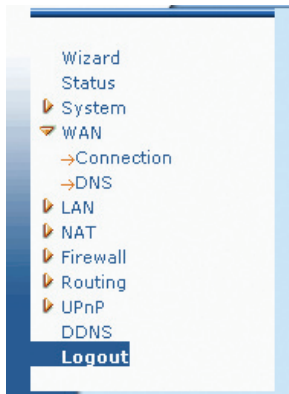 Wizard
Status
System
WAN
→Connection
→DNS
LAN
NAT
Firewall
Routing
UPnP
DDNS
Logout